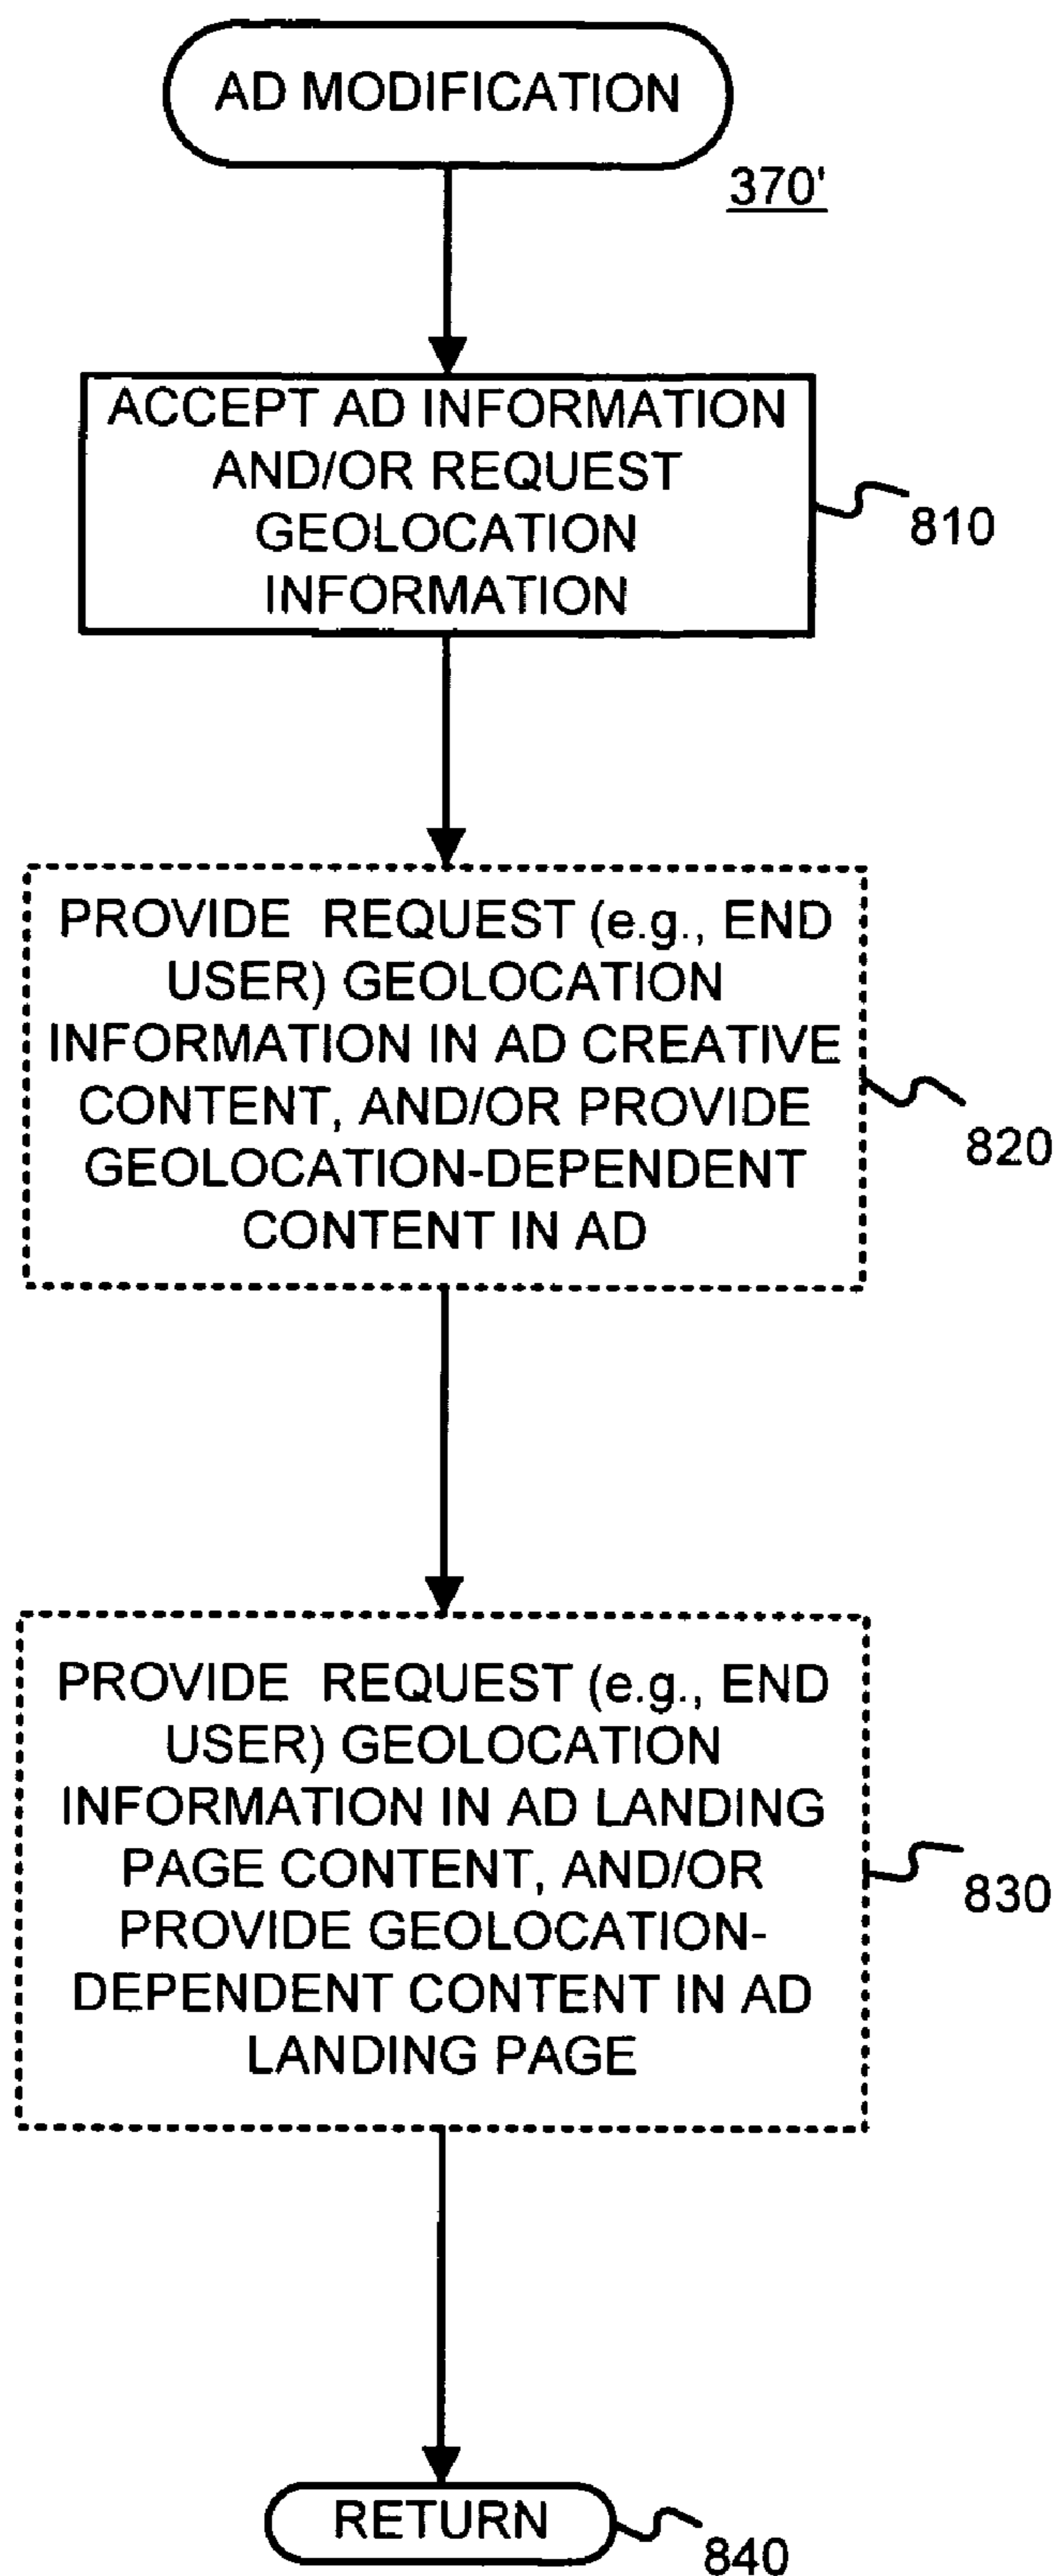 AD MODIFICATION
370'
ACCEPT AD INFORMATION
AND/OR REQUEST
GEOLOCATION
INFORMATION
810
PROVIDE REQUEST (e.g., END
USER) GEOLOCATION
INFORMATION IN AD CREATIVE
CONTENT, AND/OR PROVIDE
GEOLOCATION-DEPENDENT
CONTENT IN AD
820
PROVIDE REQUEST (e.g., END
USER) GEOLOCATION
INFORMATION IN AD LANDING
PAGE CONTENT, AND/OR
PROVIDE GEOLOCATION-
DEPENDENT CONTENT IN AD
LANDING PAGE
830
RETURN
840